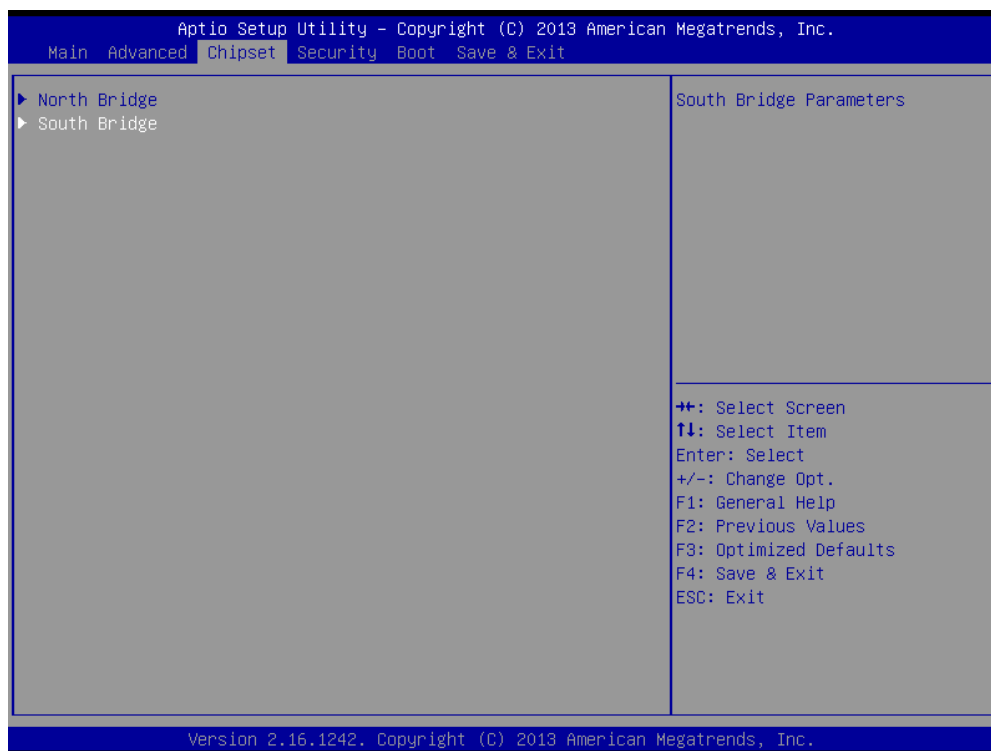 Aptio Setup Utility – Copyright (C) 2013 American Megatrends, Inc.
Main Advanced Chipset Security Boot Save & Exit
▶ North Bridge
▶ South Bridge
South Bridge Parameters
→←: Select Screen
↑↓: Select Item
Enter: Select
+/-: Change Opt.
F1: General Help
F2: Previous Values
F3: Optimized Defaults
F4: Save & Exit
ESC: Exit
Version 2.16.1242. Copyright (C) 2013 American Megatrends, Inc.